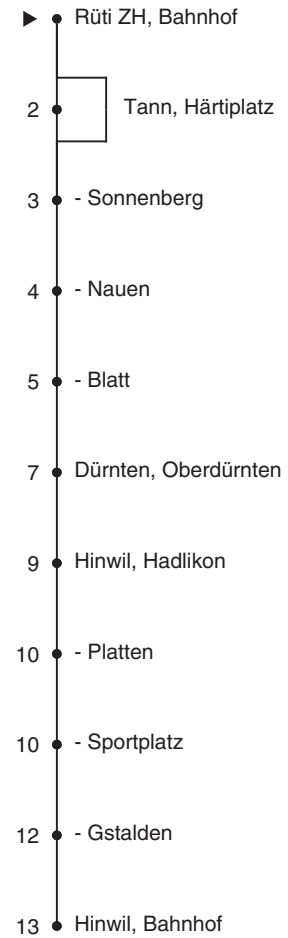 Rüti ZH, Bahnhof
2 Tann, Härtiplatz
3 - Sonnenberg
4 - Nauen
5 - Blatt
7 Dürnten, Oberdürnten
9 Hinwil, Hadlikon
10 - Platten
10 - Sportplatz
12 - Gstalden
13 Hinwil, Bahnhof